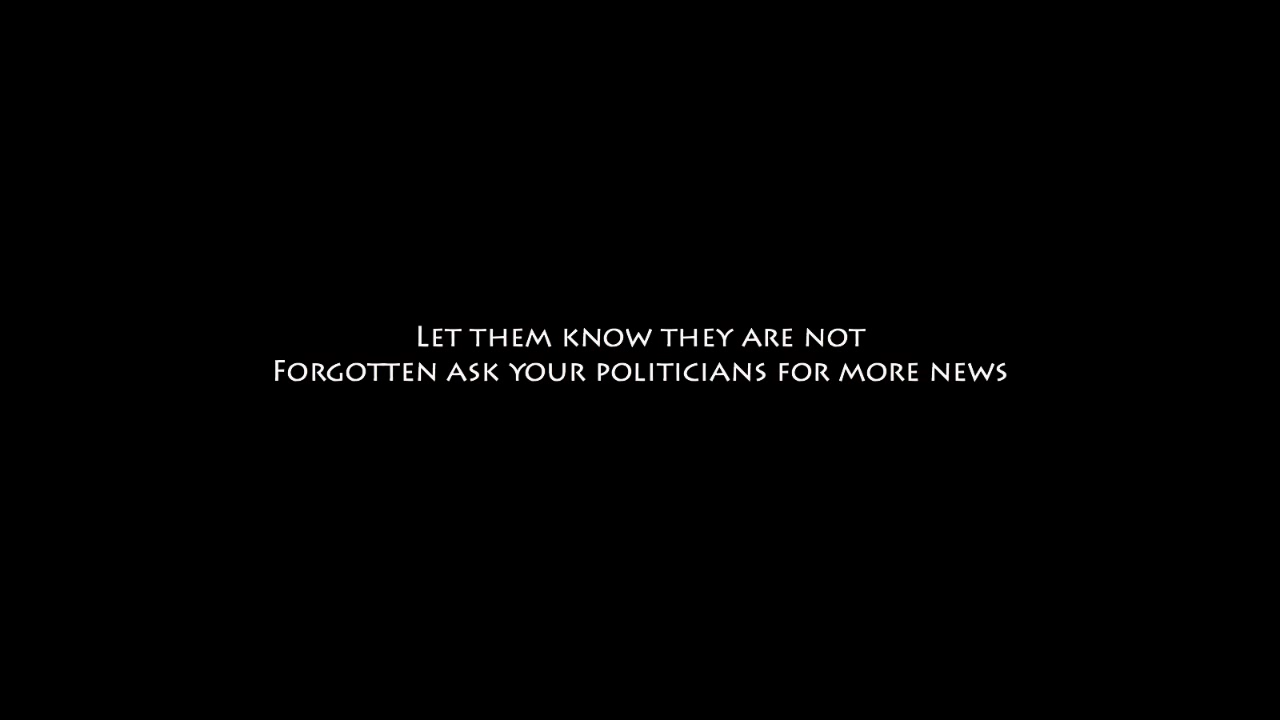 Let them know they are not
Forgotten ask your politicians for more news